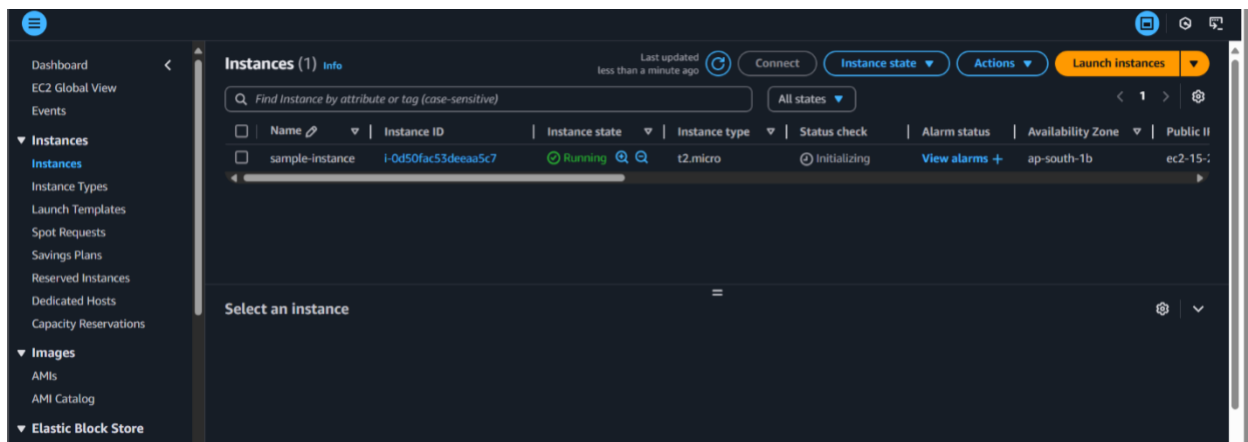 Dashboard
EC2 Global View
Events
Instances
Instances
Instance Types
Launch Templates
Spot Requests
Savings Plans
Reserved Instances
Dedicated Hosts
Capacity Reservations
Images
AMIs
AMI Catalog
Elastic Block Store
Instances (1) Info
Last updated
less than a minute ago
Connect
Instance state
Actions
Launch instances
Find Instance by attribute or tag (case-sensitive)
All states
1
Name Instance ID Instance state Instance type Status check Alarm status Availability Zone Public
sample-instance i-0d50fac53deeaa5c7 Running t2.micro Initializing View alarms + ap-south-1b ec2-15-
Select an instance